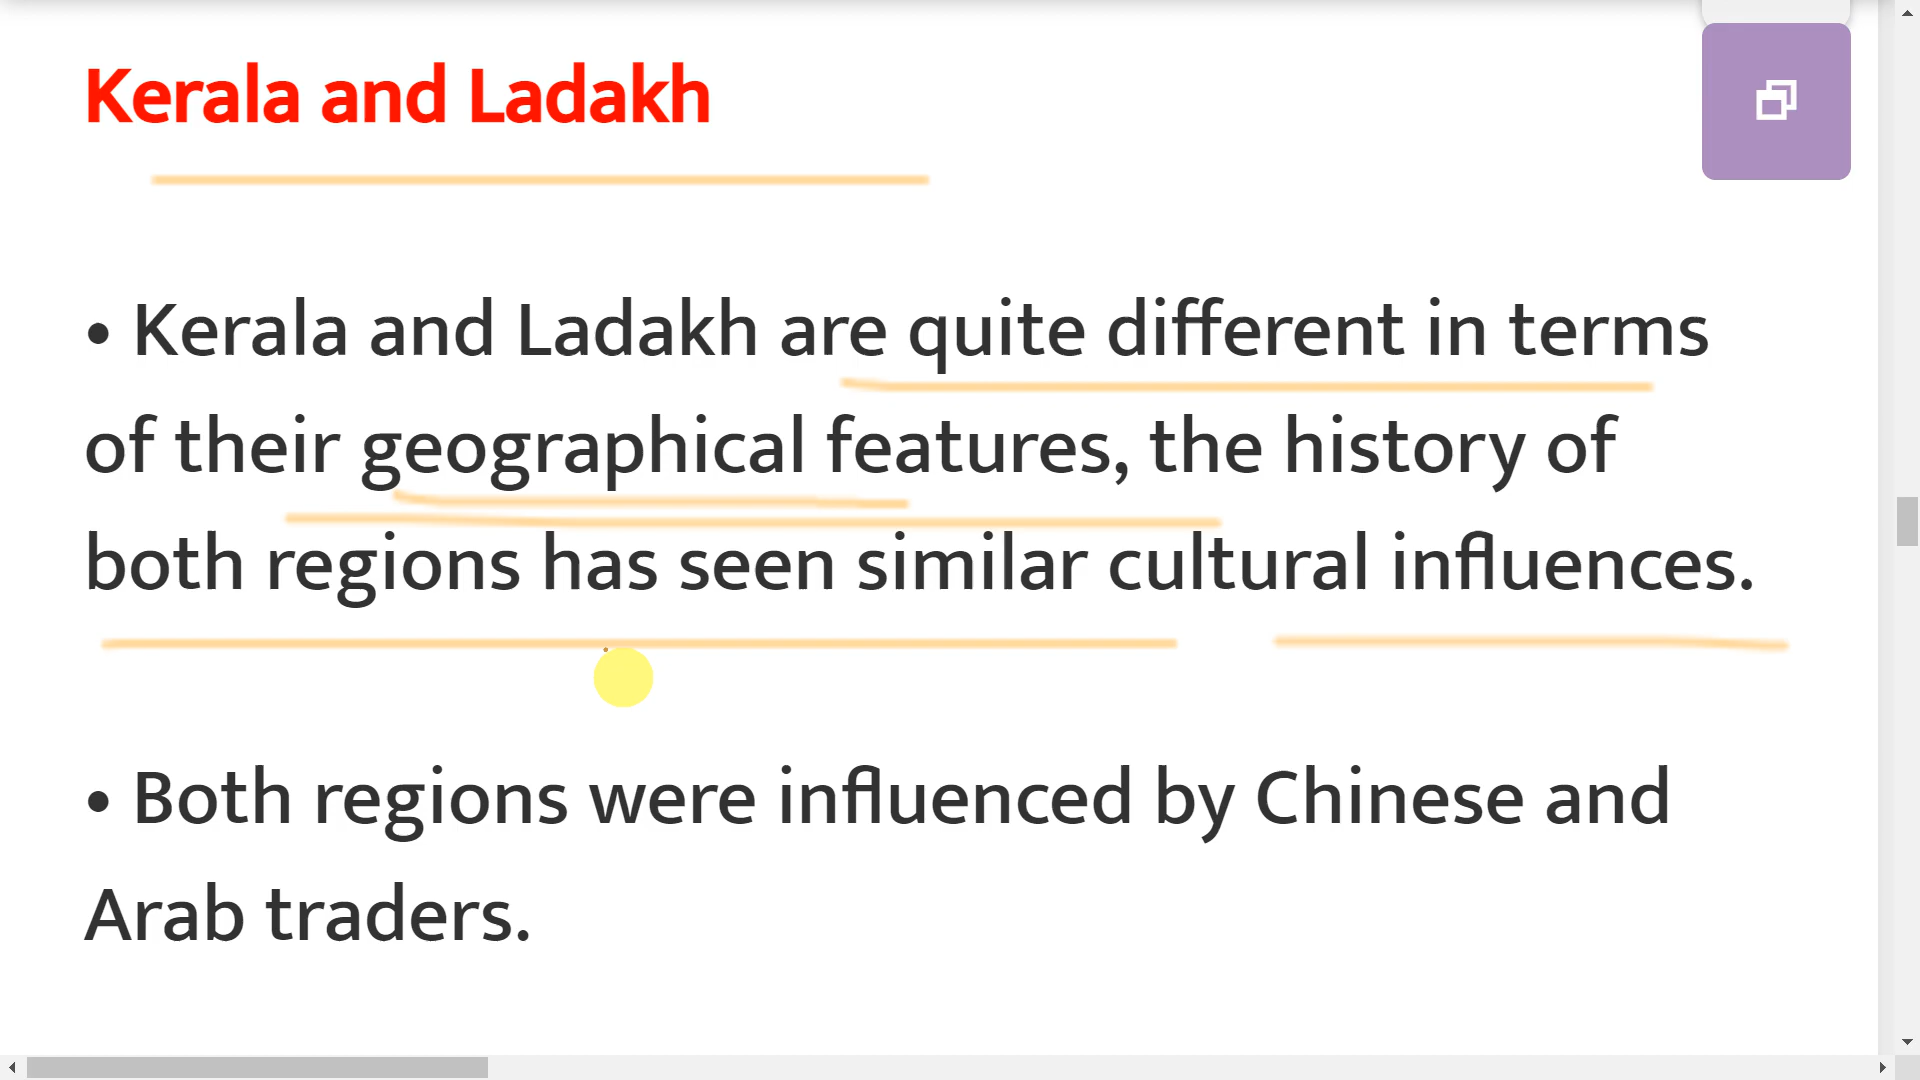 Kerala and Ladakh
• Kerala and Ladakh are quite different in terms
of their geographical features, the history of
both regions has seen similar cultural influences.
• Both regions were influenced by Chinese and
Arab traders.